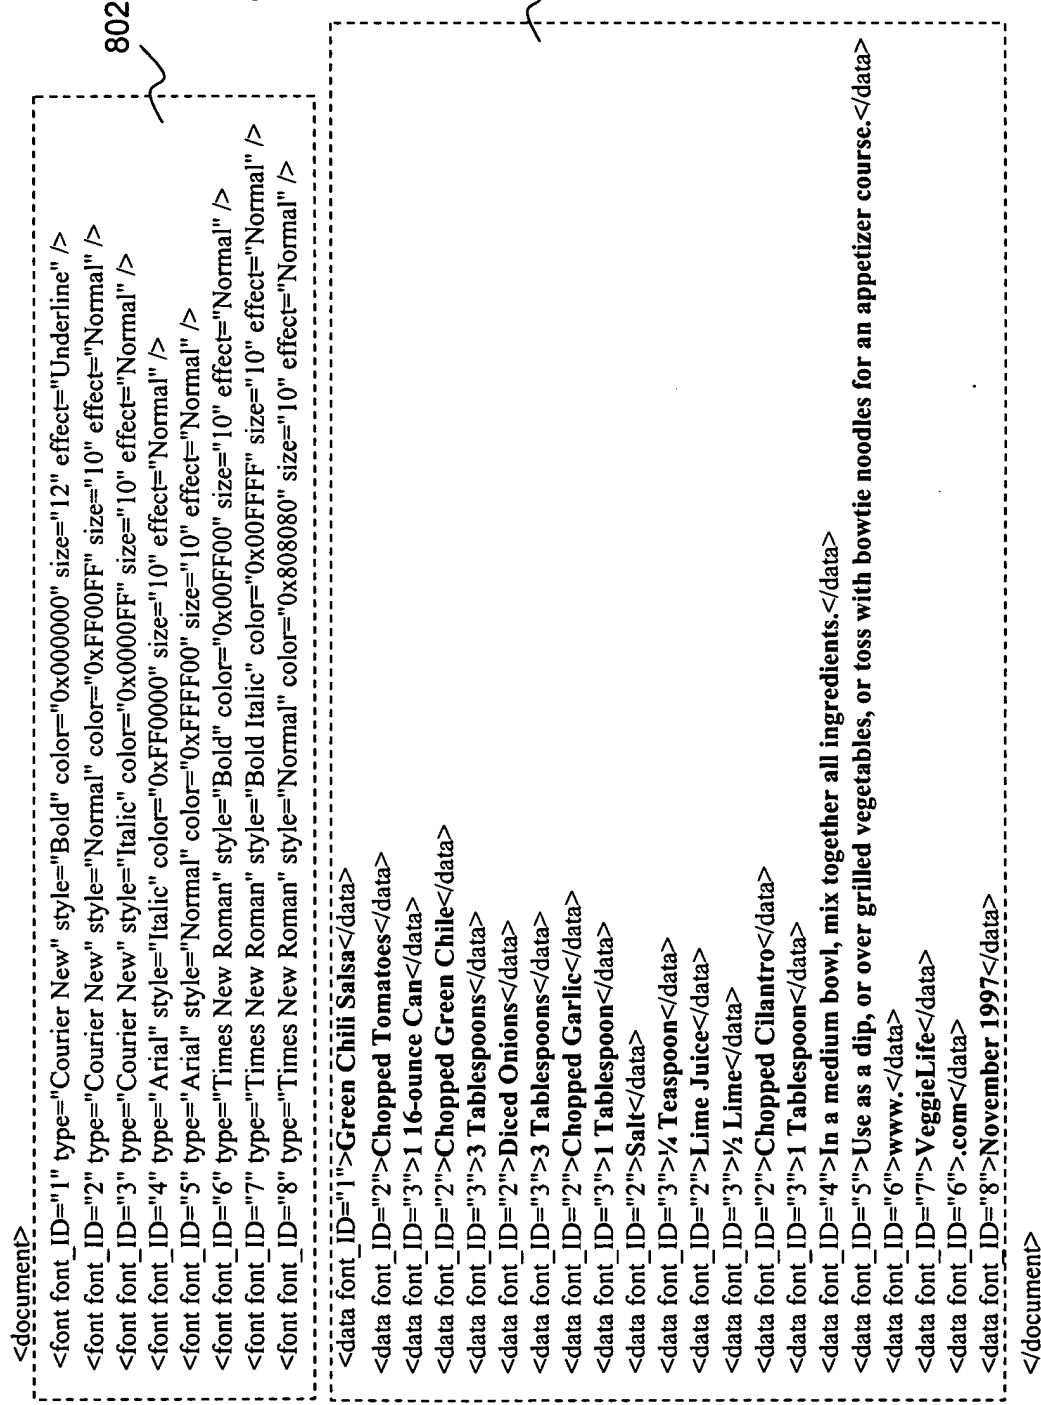 802
<document>
<font font_ID="1" type="Courier New" style="Bold" color="0x000000" size="12" effect="Underline" />
<font font_ID="2" type="Courier New" style="Normal" color="0xFF00FF" size="10" effect="Normal" />
<font font_ID="3" type="Courier New" style="Italic" color="0x0000FF" size="10" effect="Normal" />
<font font_ID="4" type="Arial" style="Italic" color="0xFF0000" size="10" effect="Normal" />
<font font_ID="5" type="Arial" style="Normal" color="0xFFFF00" size="10" effect="Normal" />
<font font_ID="6" type="Times New Roman" style="Bold" color="0x00FF00" size="10" effect="Normal" />
<font font_ID="7" type="Times New Roman" style="Bold Italic" color="0x00FFFF" size="10" effect="Normal" />
<font font_ID="8" type="Times New Roman" style="Normal" color="0x808080" size="10" effect="Normal" />
<data font_ID="1">Green Chili Salsa</data>
<data font_ID="2">Chopped Tomatoes</data>
<data font_ID="3">1 16-ounce Can</data>
<data font_ID="2">Chopped Green Chile</data>
<data font_ID="3">3 Tablespoons</data>
<data font_ID="2">Diced Onions</data>
<data font_ID="3">3 Tablespoons</data>
<data font_ID="2">Chopped Garlic</data>
<data font_ID="3">1 Tablespoon</data>
<data font_ID="2">Salt</data>
<data font_ID="3">¼ Teaspoon</data>
<data font_ID="2">Lime Juice</data>
<data font_ID="3">½ Lime</data>
<data font_ID="2">Chopped Cilantro</data>
<data font_ID="3">1 Tablespoon</data>
<data font_ID="4">In a medium bowl, mix together all ingredients.</data>
<data font_ID="5">Use as a dip, or over grilled vegetables, or toss with bowtie noodles for an appetizer course.</data>
<data font_ID="6">www.</data>
<data font_ID="7">VeggieLife</data>
<data font_ID="6">.com</data>
<data font_ID="8">November 1997</data>
</document>